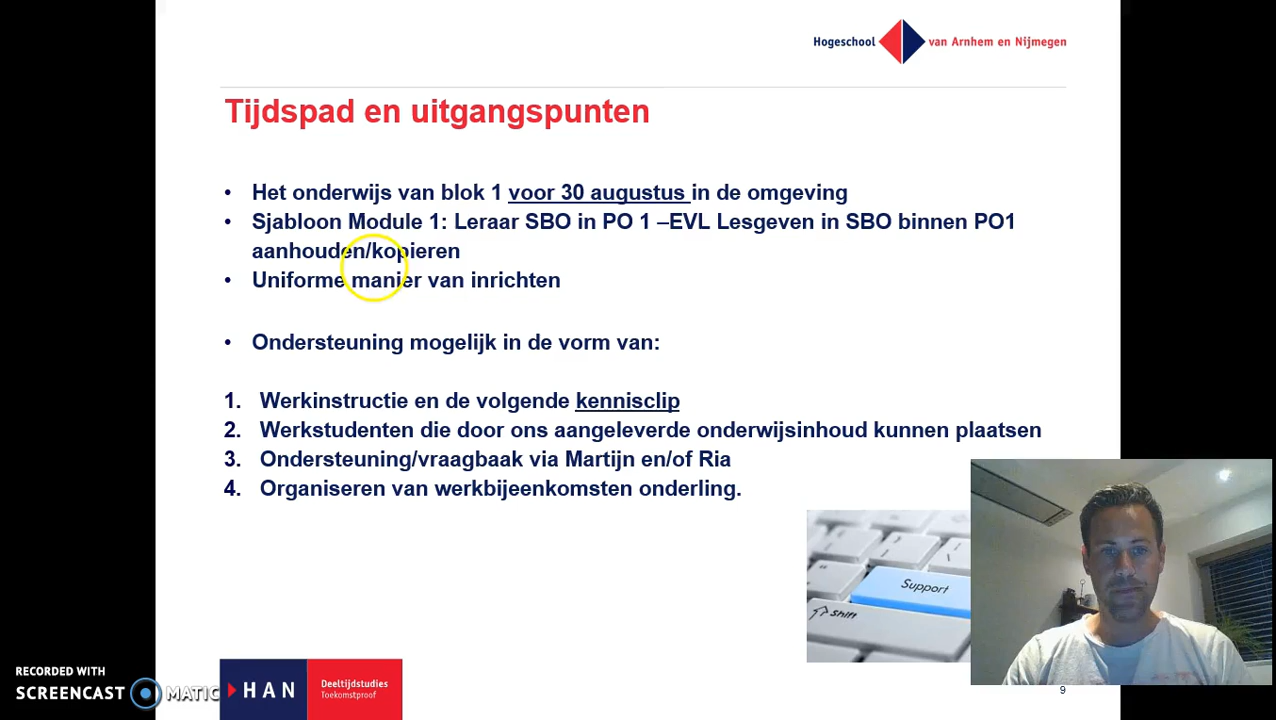 Hogeschool van Arnhem en Nijmegen
Tijdspad en uitgangspunten
• Het onderwijs van blok 1 voor 30 augustus in de omgeving
• Sjabloon Module 1: Leraar SBO in PO 1 –EVL Lesgeven in SBO binnen PO1
aanhouden/kopieren
• Uniforme manier van inrichten
• Ondersteuning mogelijk in de vorm van:
1. Werkinstructie en de volgende kennisclip
2. Werkstudenten die door ons aangeleverde onderwijsinhoud kunnen plaatsen
3. Ondersteuning/vraagbaak via Martijn en/of Ria
4. Organiseren van werkbijeenkomsten onderling.
Support
Shift
RECORDED WITH
SCREENCAST MATIC
HAN
Deeltijdstudies
Toekomstproof
9